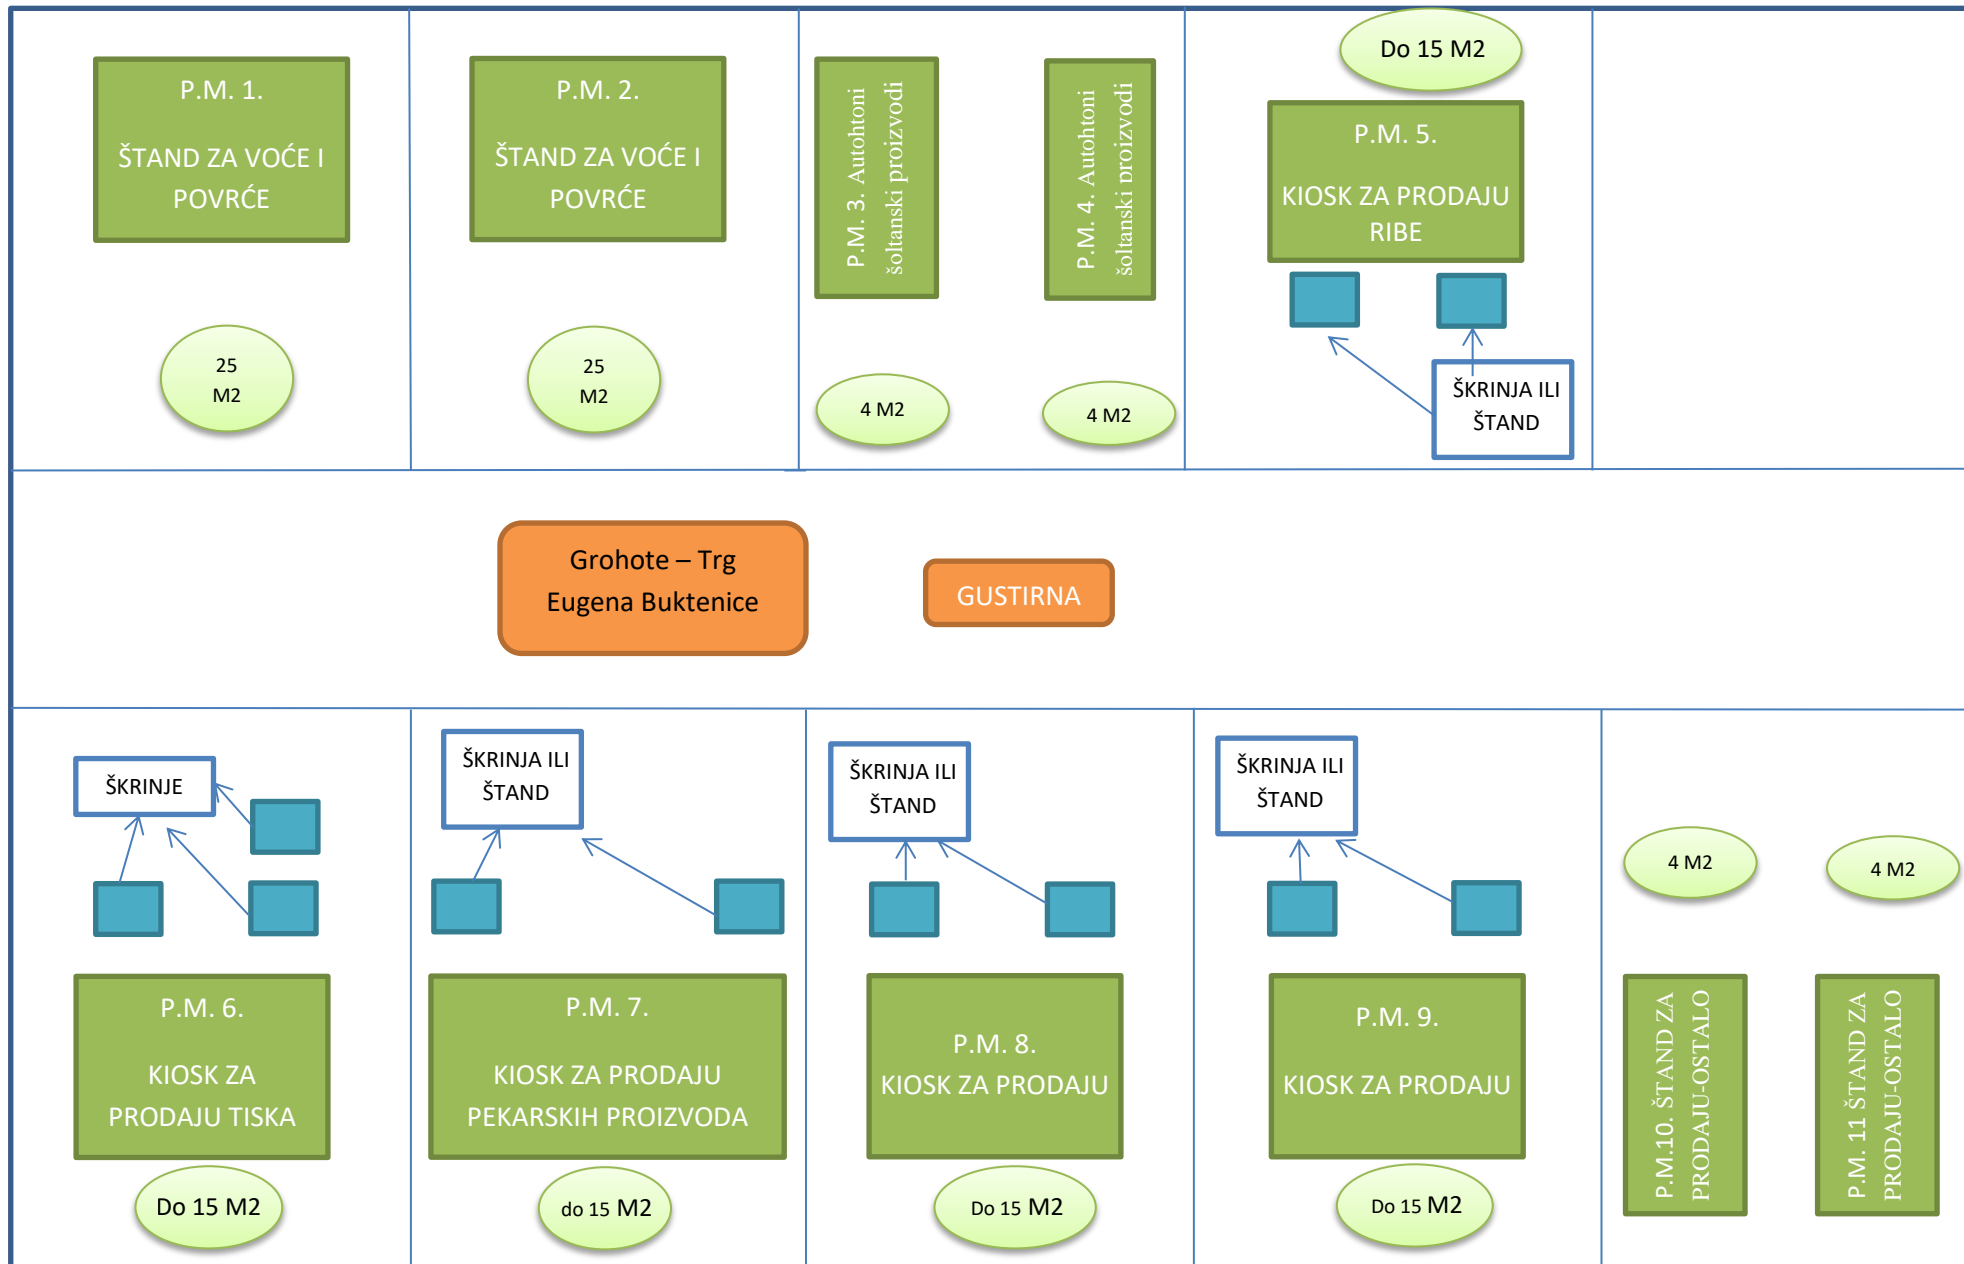 P.M. 1.
ŠTAND ZA VOĆE I
POVRĆE
25
M2
P.M. 2.
ŠTAND ZA VOĆE I
POVRĆE
25
M2
P.M. 3. Autohtoni
šoltanski proizvodi
4 M2
P.M. 4. Autohtoni
šoltanski proizvodi
4 M2
Do 15 M2
P.M. 5.
KIOSK ZA PRODAJU
RIBE
ŠKRINJA ILI
ŠTAND
Grohote – Trg
Eugena Buktenice
GUSTIRNA
ŠKRINJE
P.M. 6.
KIOSK ZA
PRODAJU TISKA
Do 15 M2
ŠKRINJA ILI
ŠTAND
P.M. 7.
KIOSK ZA PRODAJU
PEKARSKIH PROIZVODA
do 15 M2
ŠKRINJA ILI
ŠTAND
P.M. 8.
KIOSK ZA PRODAJU
Do 15 M2
ŠKRINJA ILI
ŠTAND
P.M. 9.
KIOSK ZA PRODAJU
Do 15 M2
4 M2
P.M.10. ŠTAND ZA
PRODAJU-OSTALO
4 M2
P.M. 11 ŠTAND ZA
PRODAJU-OSTALO